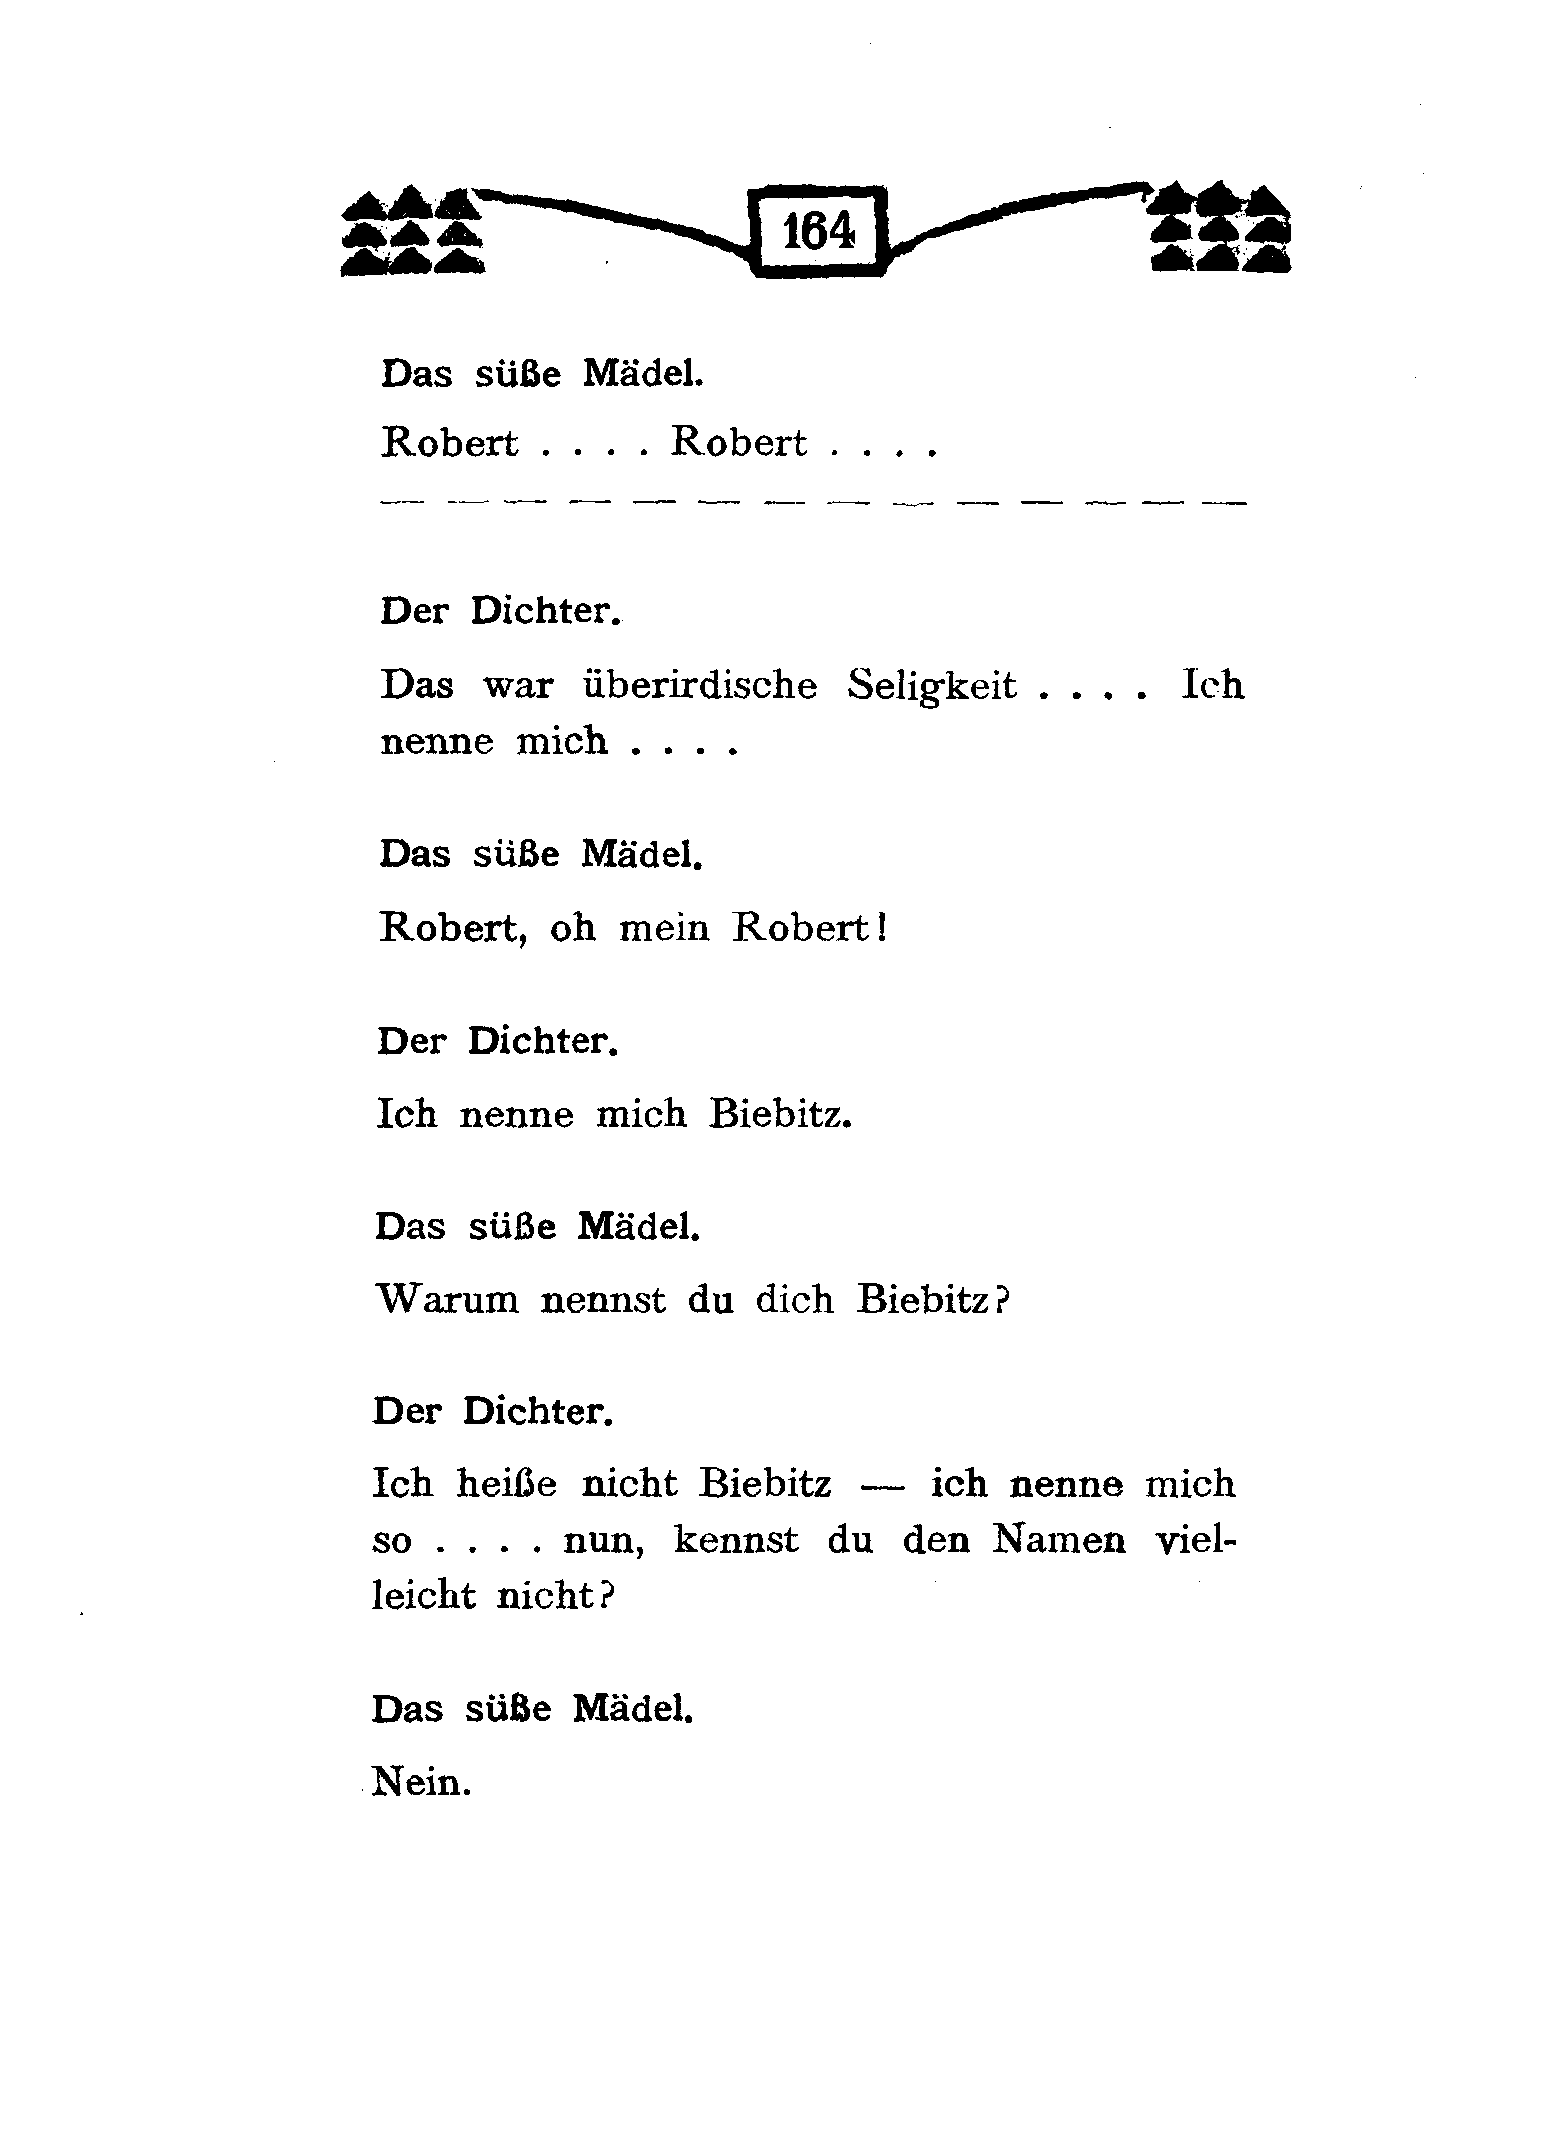 164
Das süße Mädel.
Robert . . . . Robert . . . .
— — — — — — — — — — — — — —
Der Dichter.
Das war überirdische Seligkeit . . . . Ich
nenne mich . . . .
Das süße Mädel.
Robert, oh mein Robert!
Der Dichter.
Ich nenne mich Biebitz.
Das süße Mädel.
Warum nennst du dich Biebitz?
Der Dichter.
Ich heiße nicht Biebitz — ich nenne mich
so . . . . nun, kennst du den Namen viel-
leicht nicht?
Das süße Mädel.
Nein.